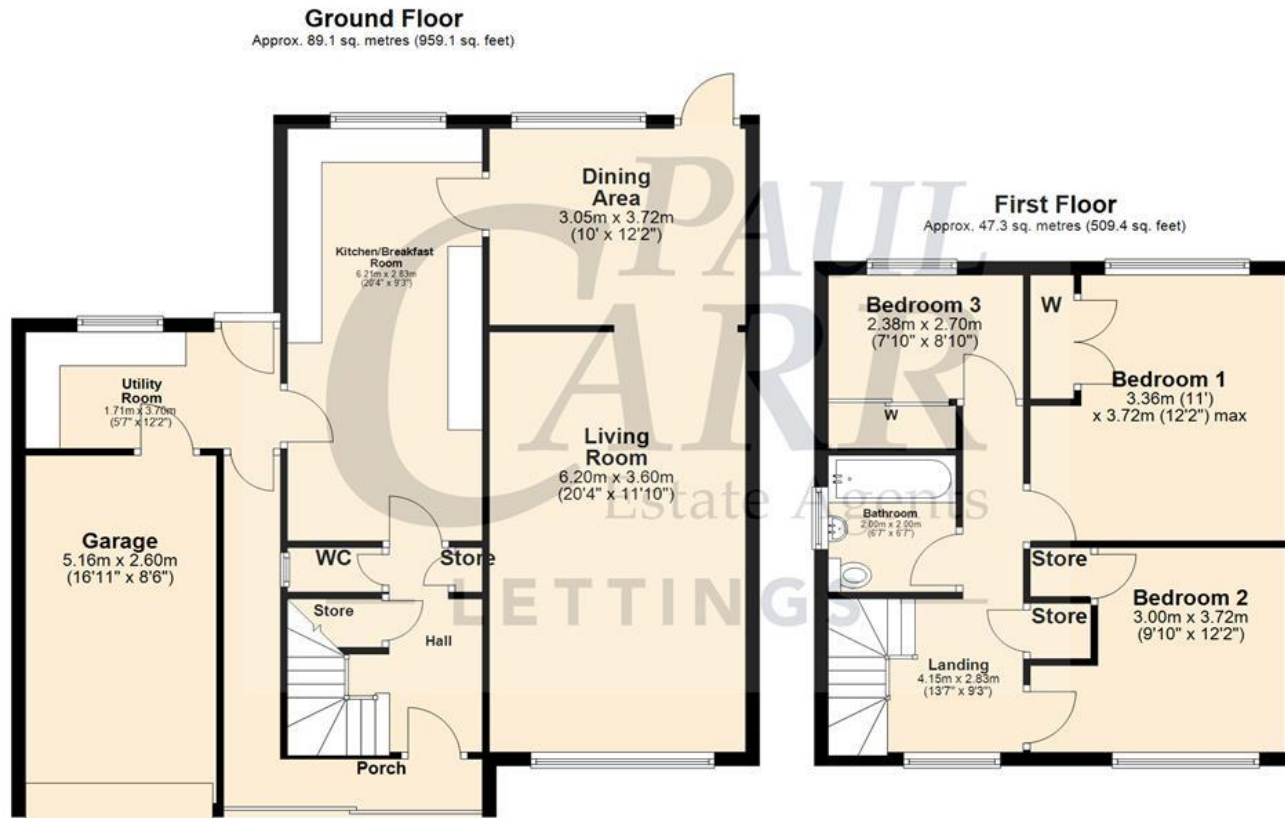 Ground Floor
Approx. 89.1 sq. metres (959.1 sq. feet)
Dining
Area
3.05m x 3.72m
(10' x 12'2")
Kitchen/Breakfast
Room
6.21m x 2.83m
(20'4" x 9'3")
Utility
Room
1.71m x 3.70m
(5'7" x 12'2")
Living
Room
6.20m x 3.60m
(20'4" x 11'10")
Garage
5.16m x 2.60m
(16'11" x 8'6")
WC
Store
Store
Hall
Porch
First Floor
Approx. 47.3 sq. metres (509.4 sq. feet)
Bedroom 3
2.38m x 2.70m
(7'10" x 8'10")
W
W
Bedroom 1
3.36m (11')
x 3.72m (12'2") max
Bathroom
2.00m x 2.00m
(6'7" x 6'7")
Store
Store
Bedroom 2
3.00m x 3.72m
(9'10" x 12'2")
Landing
4.15m x 2.83m
(13'7" x 9'3")
PAUL
CARR
Estate Agents
LETTINGS